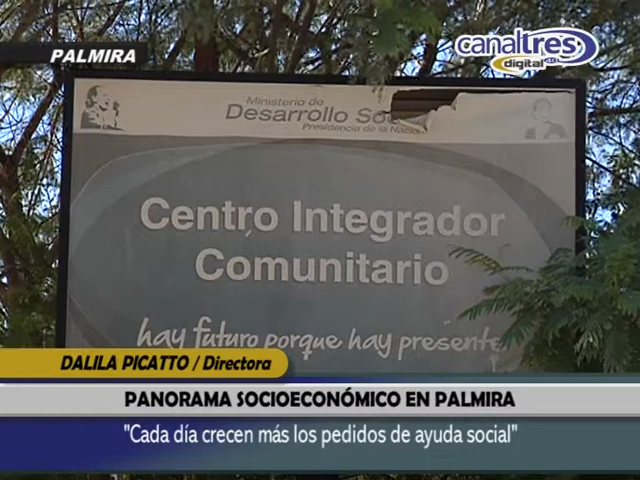 PALMIRA
canaltres
digital
Ministerio de
Desarrollo
Presidencia de la Nación
Centro Integrador
Comunitario
hay futuro porque hay presente
DALILA PICATTO / Directora
PANORAMA SOCIOECONÓMICO EN PALMIRA
"Cada día crecen más los pedidos de ayuda social"